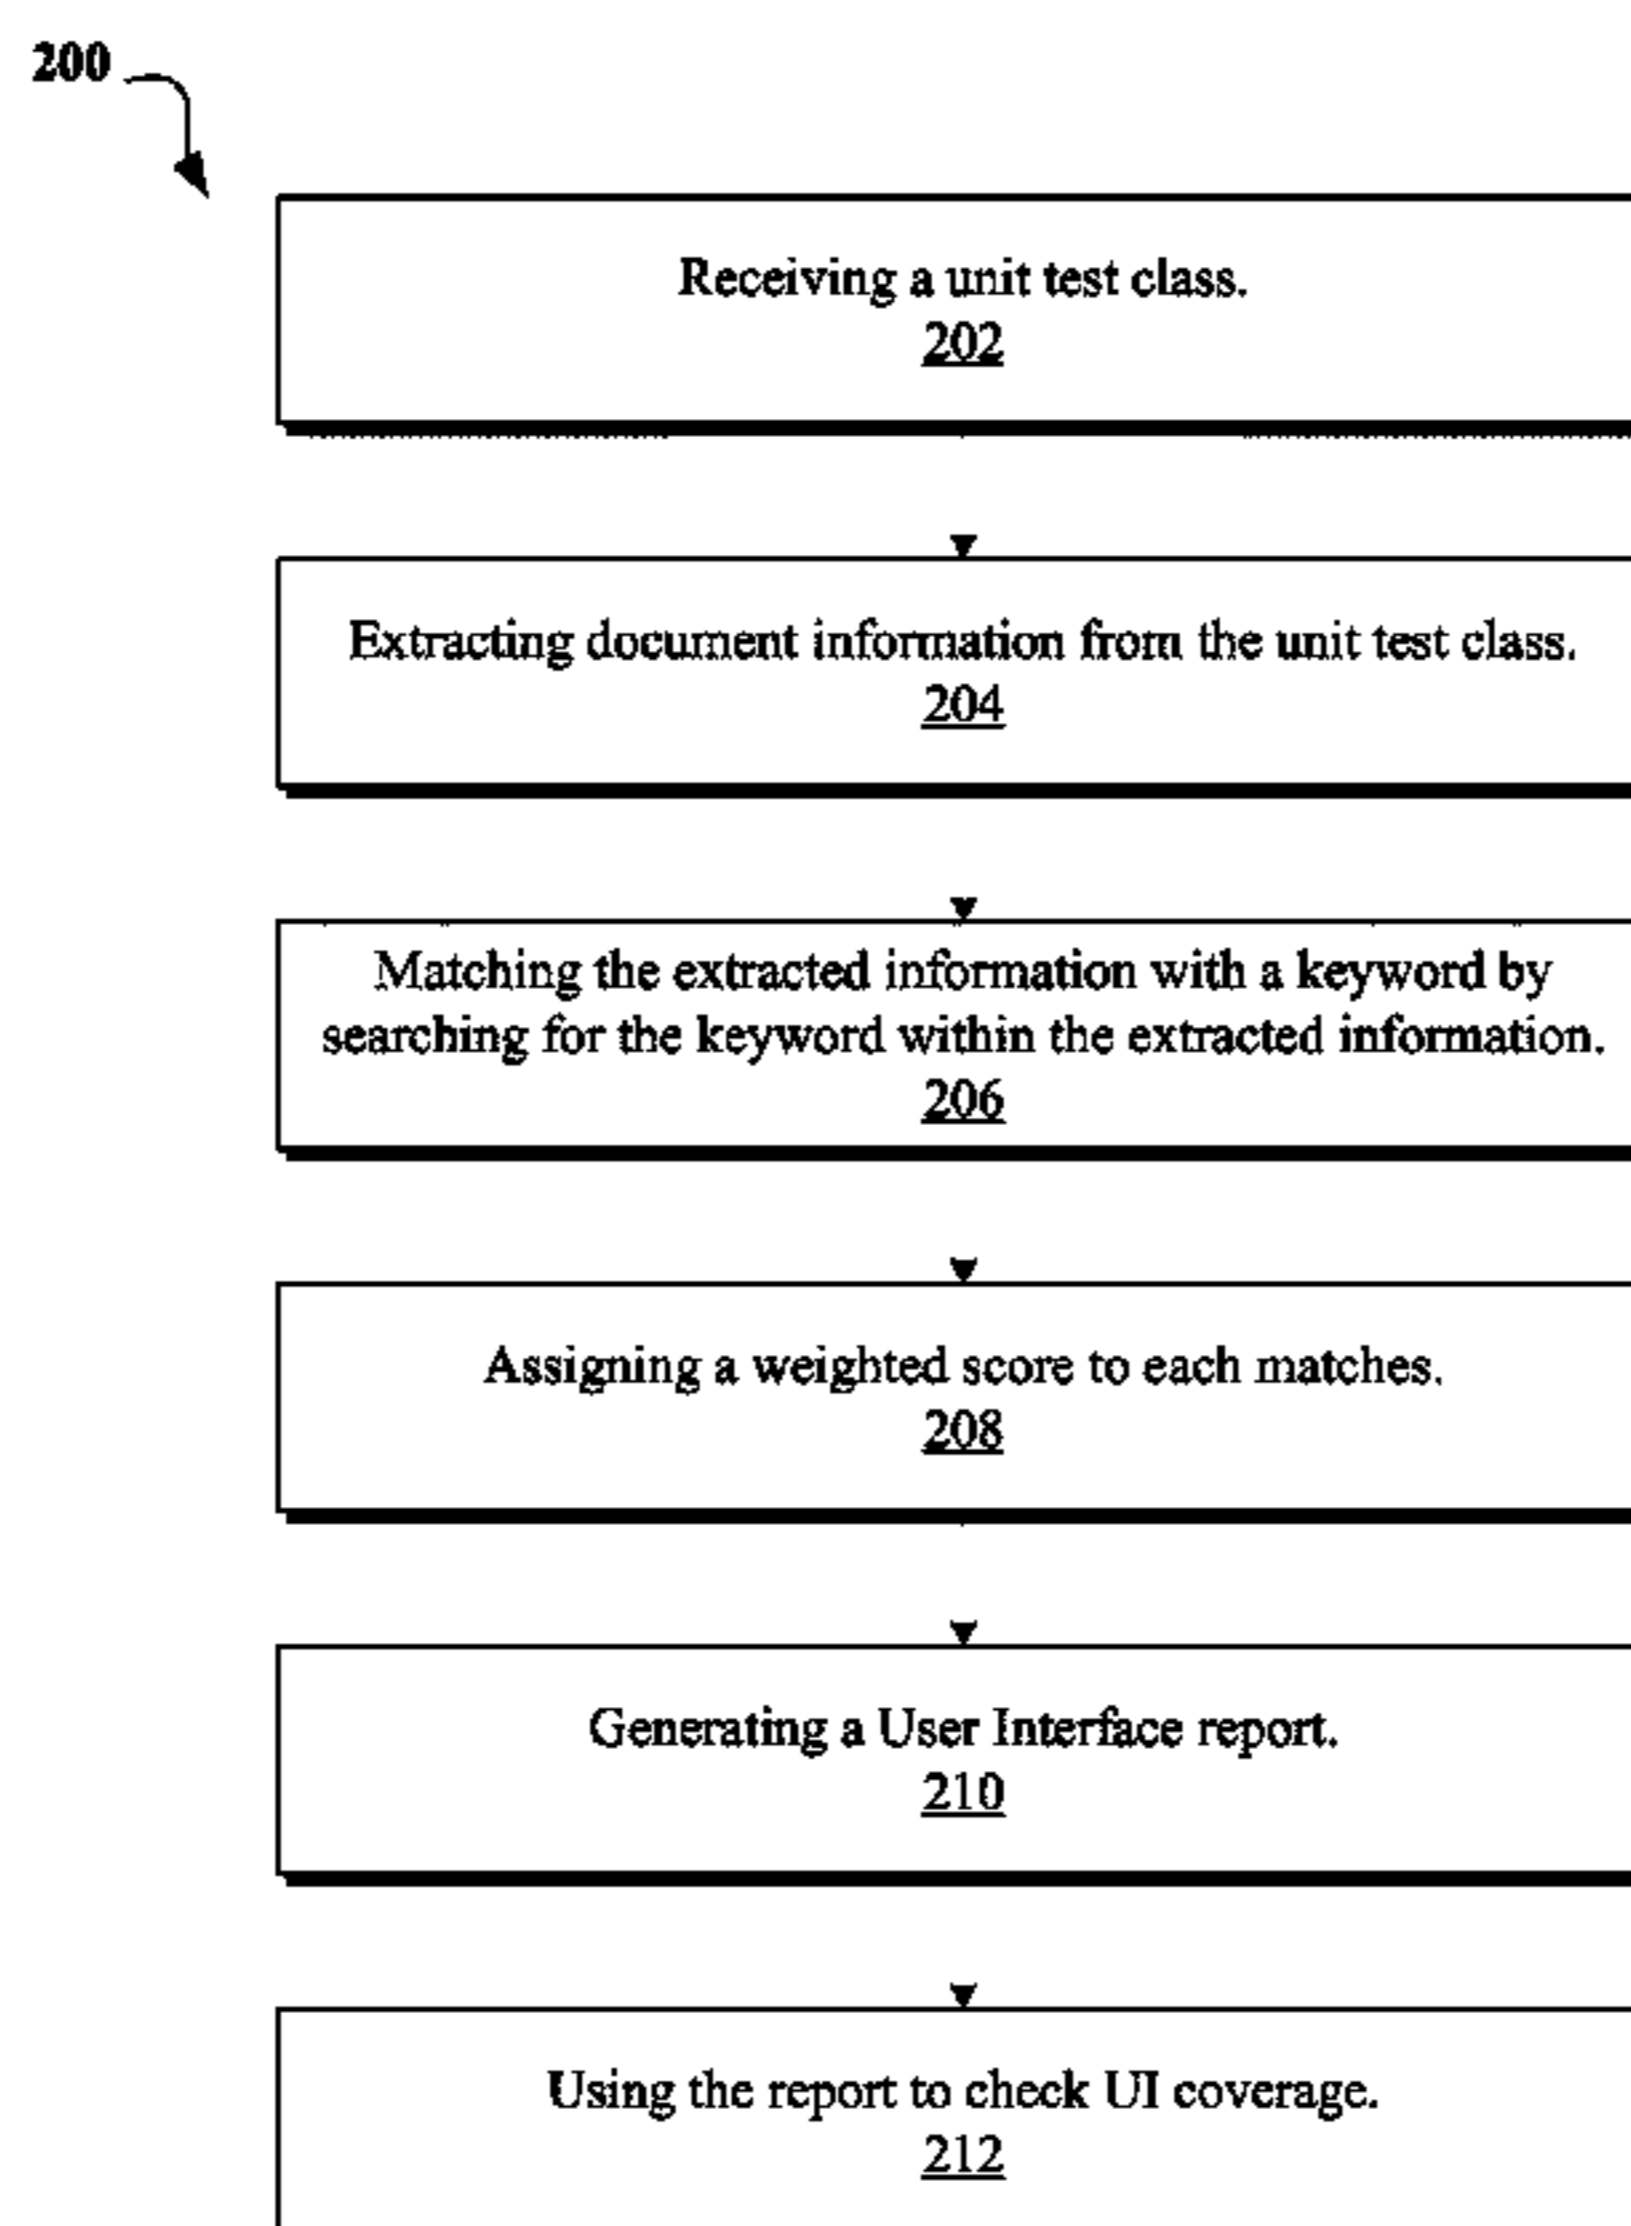 200
Receiving a unit test class.
202
Extracting document information from the unit test class.
204
Matching the extracted information with a keyword by
searching for the keyword within the extracted information.
206
Assigning a weighted score to each matches.
208
Generating a User Interface report.
210
Using the report to check UI coverage.
212